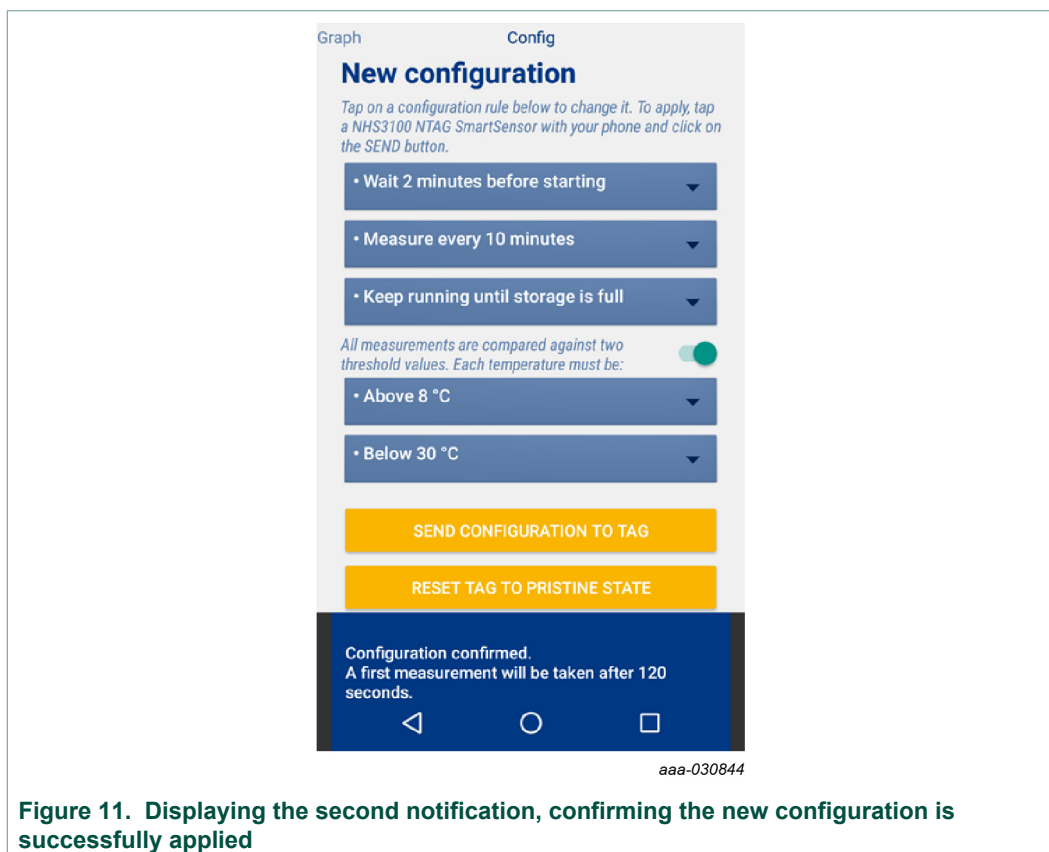 Graph Config
New configuration
Tap on a configuration rule below to change it. To apply, tap
a NHS3100 NTAG SmartSensor with your phone and click on
the SEND button.
• Wait 2 minutes before starting
• Measure every 10 minutes
• Keep running until storage is full
All measurements are compared against two
threshold values. Each temperature must be:
• Above 8 °C
• Below 30 °C
SEND CONFIGURATION TO TAG
RESET TAG TO PRISTINE STATE
Configuration confirmed.
A first measurement will be taken after 120
seconds.
aaa-030844
Figure 11. Displaying the second notification, confirming the new configuration is
successfully applied